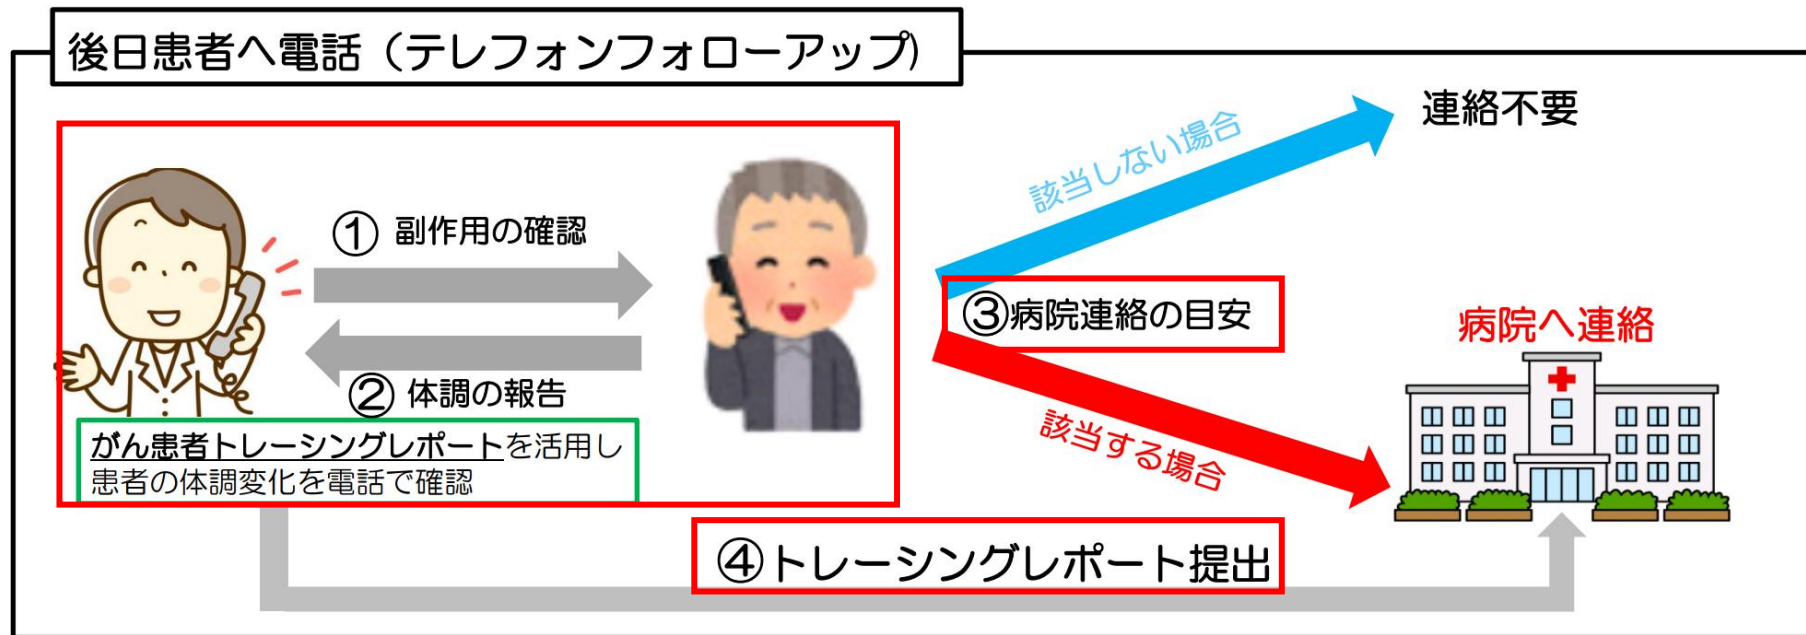 後日患者へ電話（テレフォンフォローアップ)
連絡不要
該当しない場合
① 副作用の確認
③病院連絡の目安
病院へ連絡
② 体調の報告
該当する場合
がん患者トレーシングレポートを活用し
患者の体調変化を電話で確認
④トレーシングレポート提出